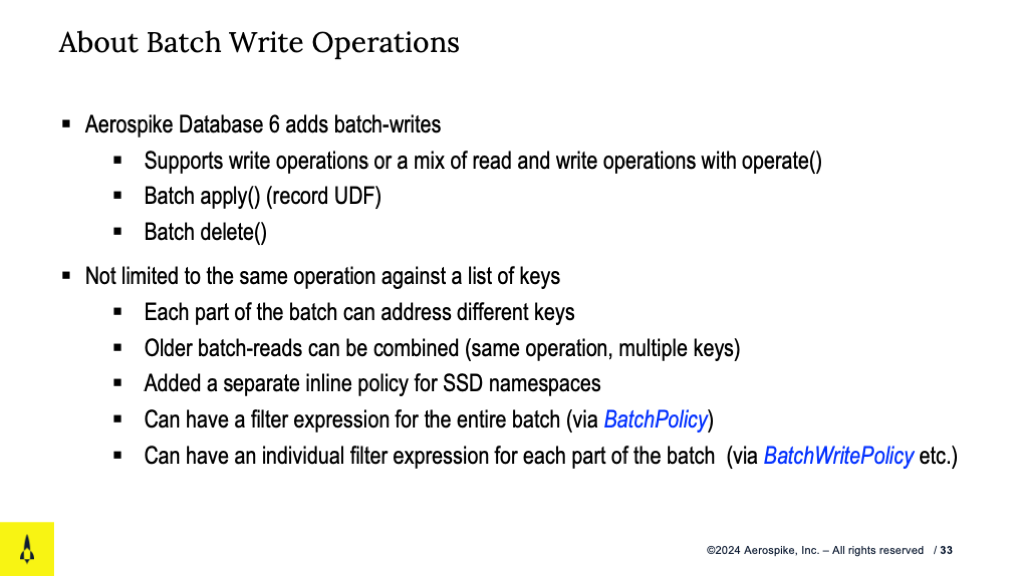 About Batch Write Operations
▪ Aerospike Database 6 adds batch-writes
▪ Supports write operations or a mix of read and write operations with operate()
▪ Batch apply() (record UDF)
▪ Batch delete()
▪ Not limited to the same operation against a list of keys
▪ Each part of the batch can address different keys
▪ Older batch-reads can be combined (same operation, multiple keys)
▪ Added a separate inline policy for SSD namespaces
▪ Can have a filter expression for the entire batch (via BatchPolicy)
▪ Can have an individual filter expression for each part of the batch  (via BatchWritePolicy etc.)
©2024 Aerospike, Inc. – All rights reserved / 33